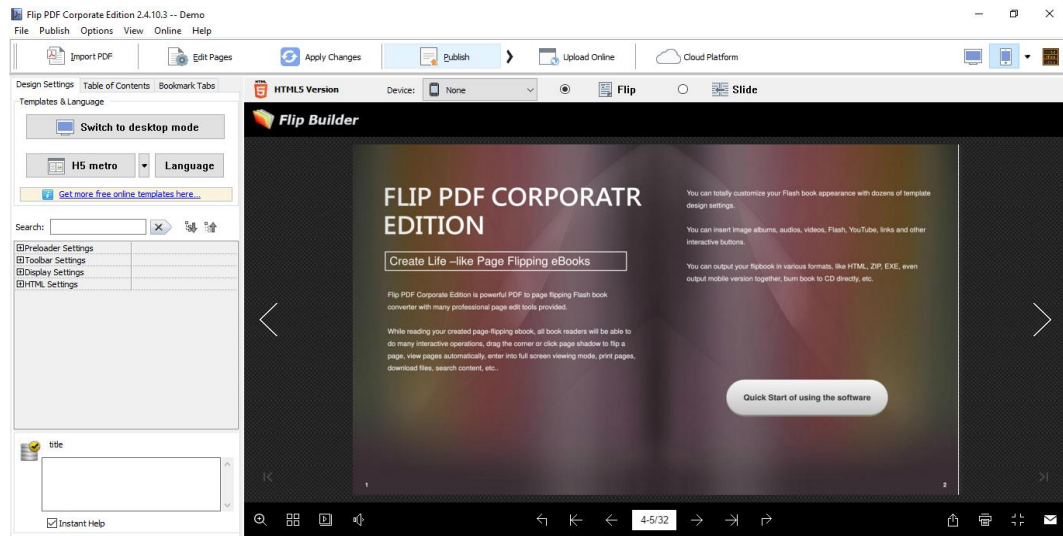 Flip PDF Corporate Edition 2.4.10.3 -- Demo
File Publish Options View Online Help
Import PDF Edit Pages Apply Changes Publish Upload Online Cloud Platform
Design Settings Table of Contents Bookmark Tabs
Templates & Language
Switch to desktop mode
H5 metro Language
Get more free online templates here...
Search:
Preloader Settings
Toolbar Settings
Display Settings
HTML Settings
title
Instant Help
HTML5 Version Device: None Flip Slide
Flip Builder
FLIP PDF CORPORATR
EDITION
Create Life –like Page Flipping eBooks
Flip PDF Corporate Edition is powerful PDF to page flipping Flash book
converter with many professional page edit tools provided.
While reading your created page-flipping ebook, all book readers will be able to
do many interactive operations, drag the corner or click page shadow to flip a
page, view pages automatically, enter into full screen viewing mode, print pages,
download files, search content, etc..
1
You can totally customize your Flash book appearance with dozens of template
design settings.
You can insert image albums, audios, videos, Flash, YouTube, links and other
interactive buttons.
You can output your flipbook in various formats, like HTML, ZIP, EXE, even
output mobile version together, burn book to CD directly, etc.
Quick Start of using the software
2
4-5/32